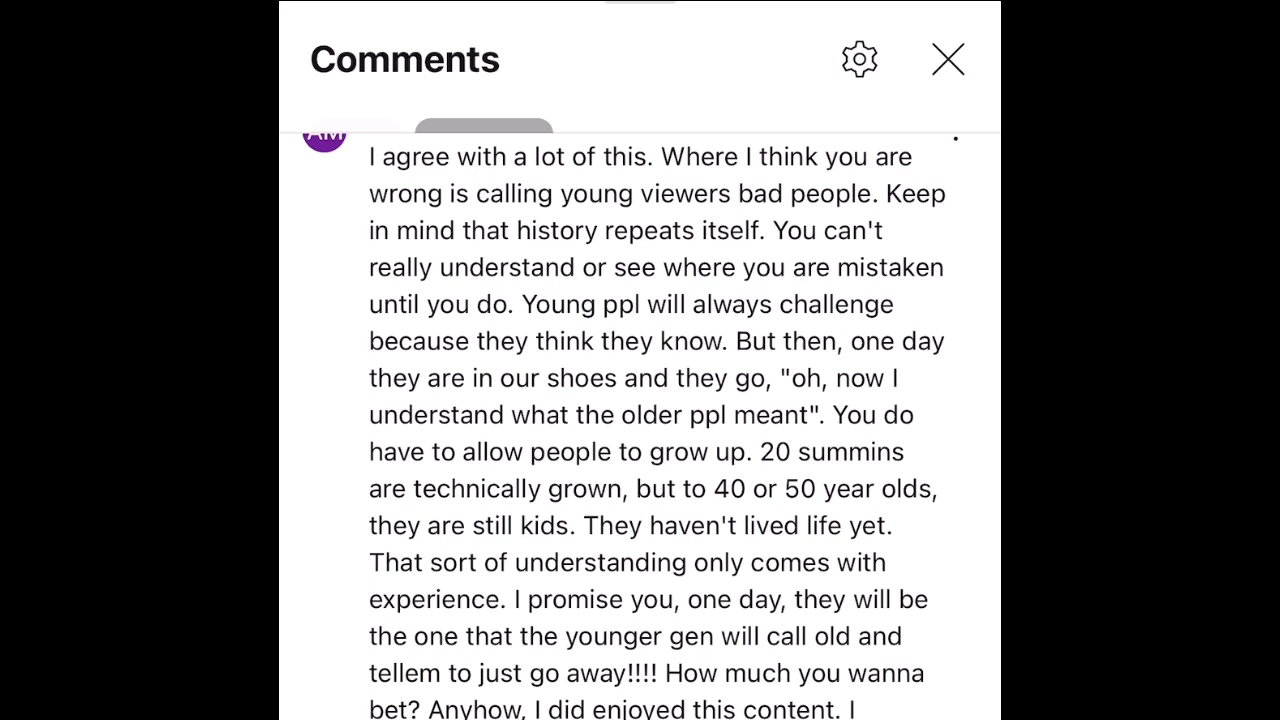 Comments
AM
I agree with a lot of this. Where I think you are
wrong is calling young viewers bad people. Keep
in mind that history repeats itself. You can't
really understand or see where you are mistaken
until you do. Young ppl will always challenge
because they think they know. But then, one day
they are in our shoes and they go, "oh, now I
understand what the older ppl meant". You do
have to allow people to grow up. 20 summins
are technically grown, but to 40 or 50 year olds,
they are still kids. They haven't lived life yet.
That sort of understanding only comes with
experience. I promise you, one day, they will be
the one that the younger gen will call old and
tellem to just go away!!!! How much you wanna
bet? Anyhow, I did enjoyed this content. I